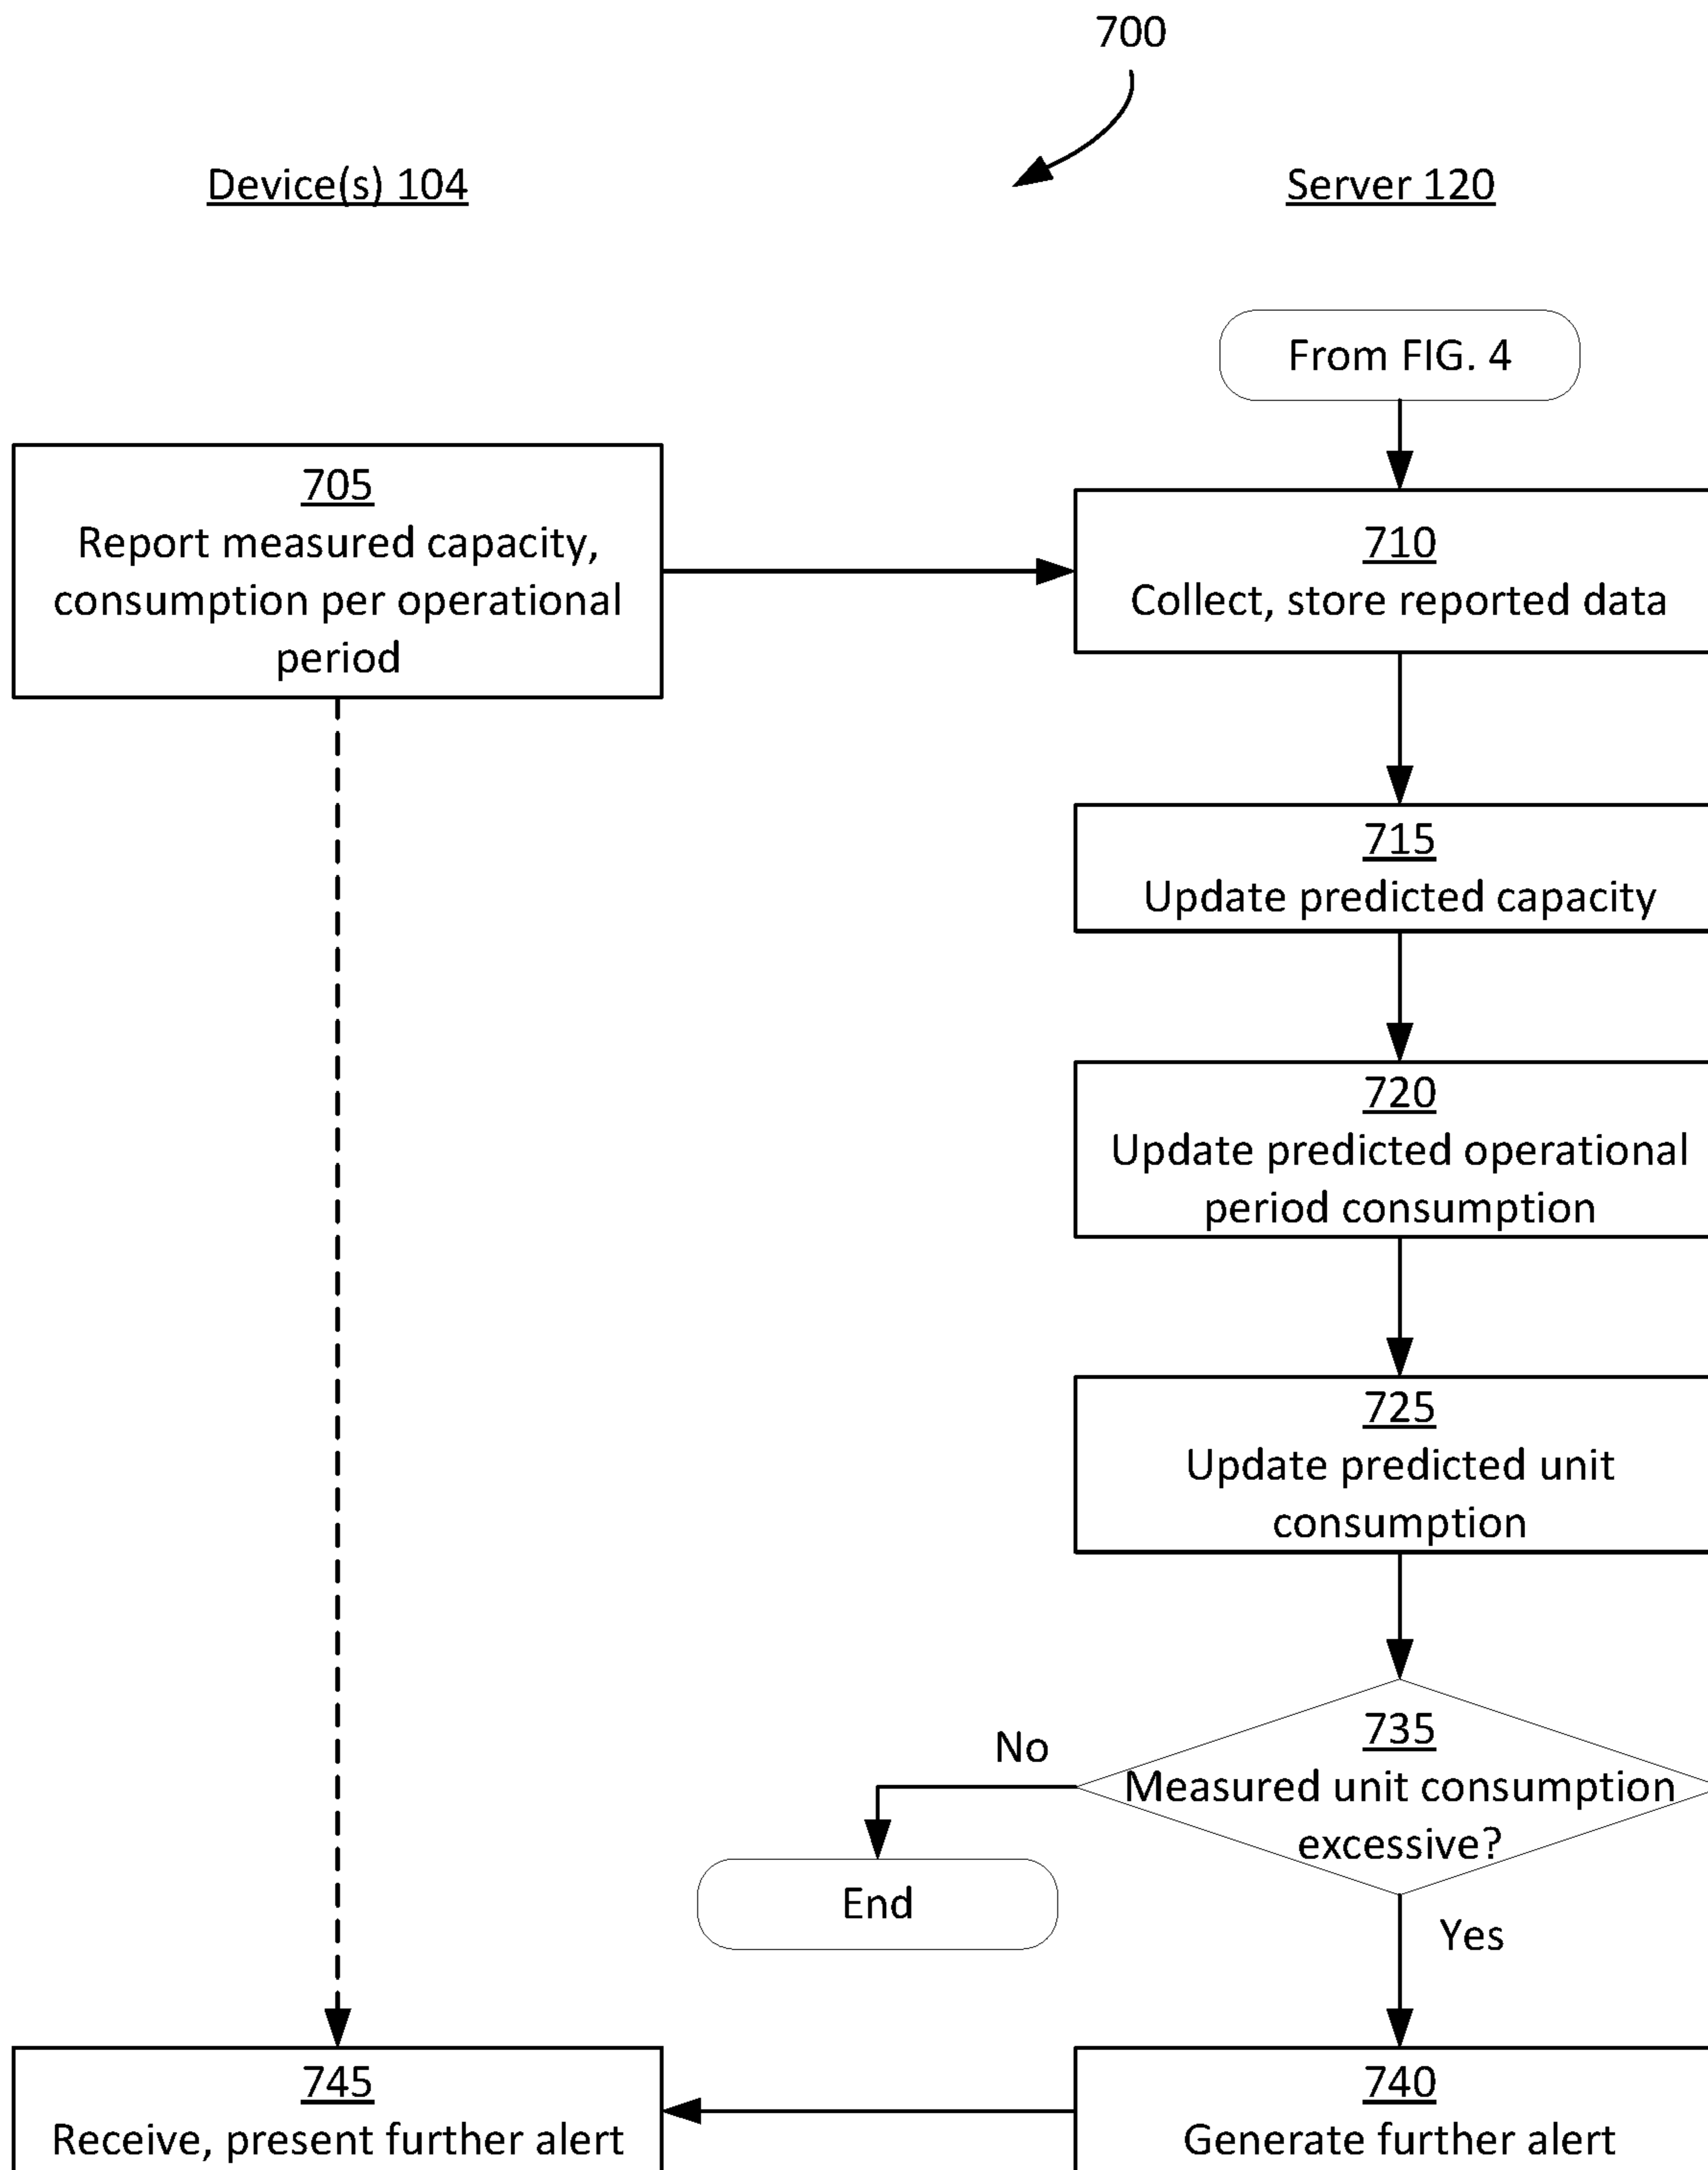 700
Device(s) 104
Server 120
From FIG. 4
705
Report measured capacity,
consumption per operational
period
710
Collect, store reported data
715
Update predicted capacity
720
Update predicted operational
period consumption
725
Update predicted unit
consumption
735
Measured unit consumption
excessive?
No
End
Yes
745
Receive, present further alert
740
Generate further alert